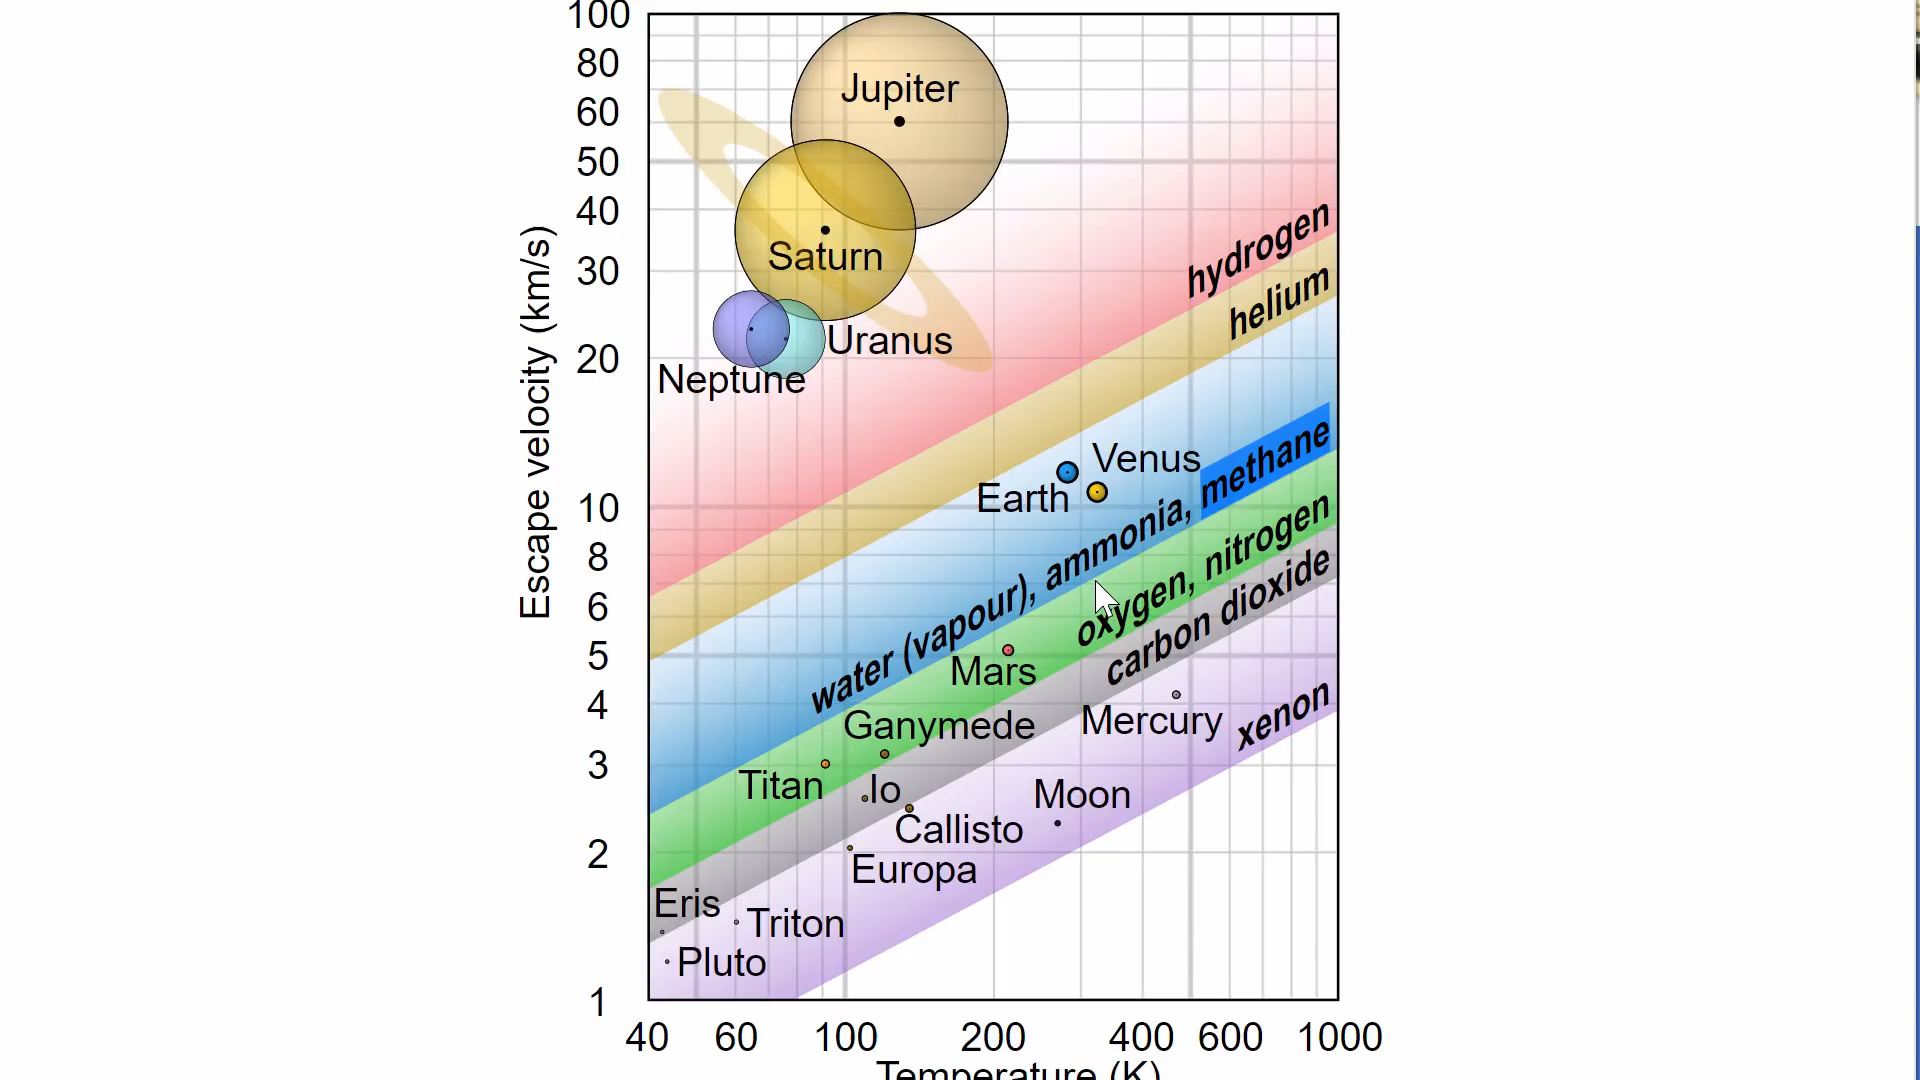 100
80
60
50
40
30
20
10
8
6
5
4
3
2
1
Escape velocity (km/s)
Jupiter
Saturn
Uranus
Neptune
hydrogen
helium
Venus
Earth
water (vapour), ammonia, methane
oxygen, nitrogen
carbon dioxide
xenon
Mars
Ganymede
Mercury
Titan
Io
Moon
Callisto
Europa
Eris
Triton
Pluto
40 60 100 200 400 600 1000
Temperature (K)